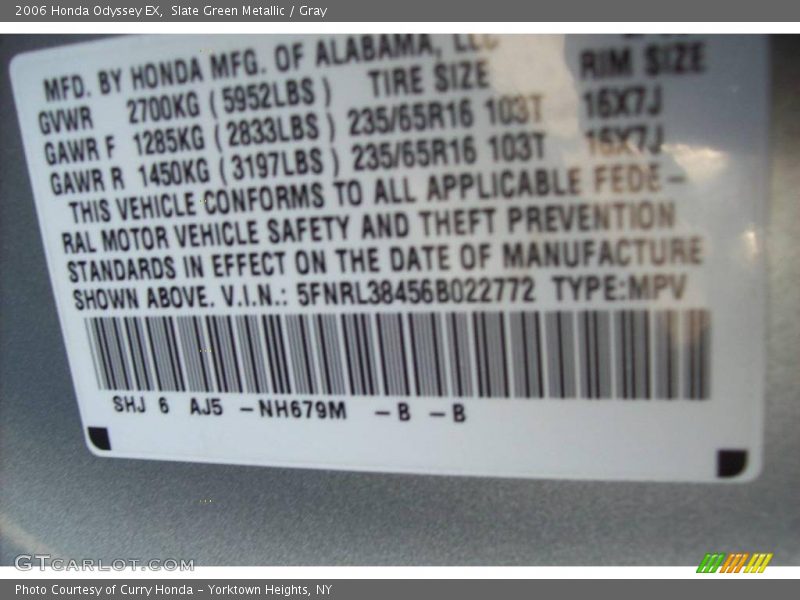 2006 Honda Odyssey EX, Slate Green Metallic / Gray
MFD. BY HONDA MFG. OF ALABAMA, LLC
TIRE SIZE RIM SIZE
GVWR 2700KG (5952LBS)
GAWR F 1285KG (2833LBS) 235/65R16 103T 16X7J
GAWR R 1450KG (3197LBS) 235/65R16 103T 16X7J
THIS VEHICLE CONFORMS TO ALL APPLICABLE FEDE-
RAL MOTOR VEHICLE SAFETY AND THEFT PREVENTION
STANDARDS IN EFFECT ON THE DATE OF MANUFACTURE
SHOWN ABOVE. V.I.N.: 5FNRL38456B022772 TYPE:MPV
SHJ 6 AJ5 -NH679M -B -B
GTCARLOT.COM
Photo Courtesy of Curry Honda - Yorktown Heights, NY